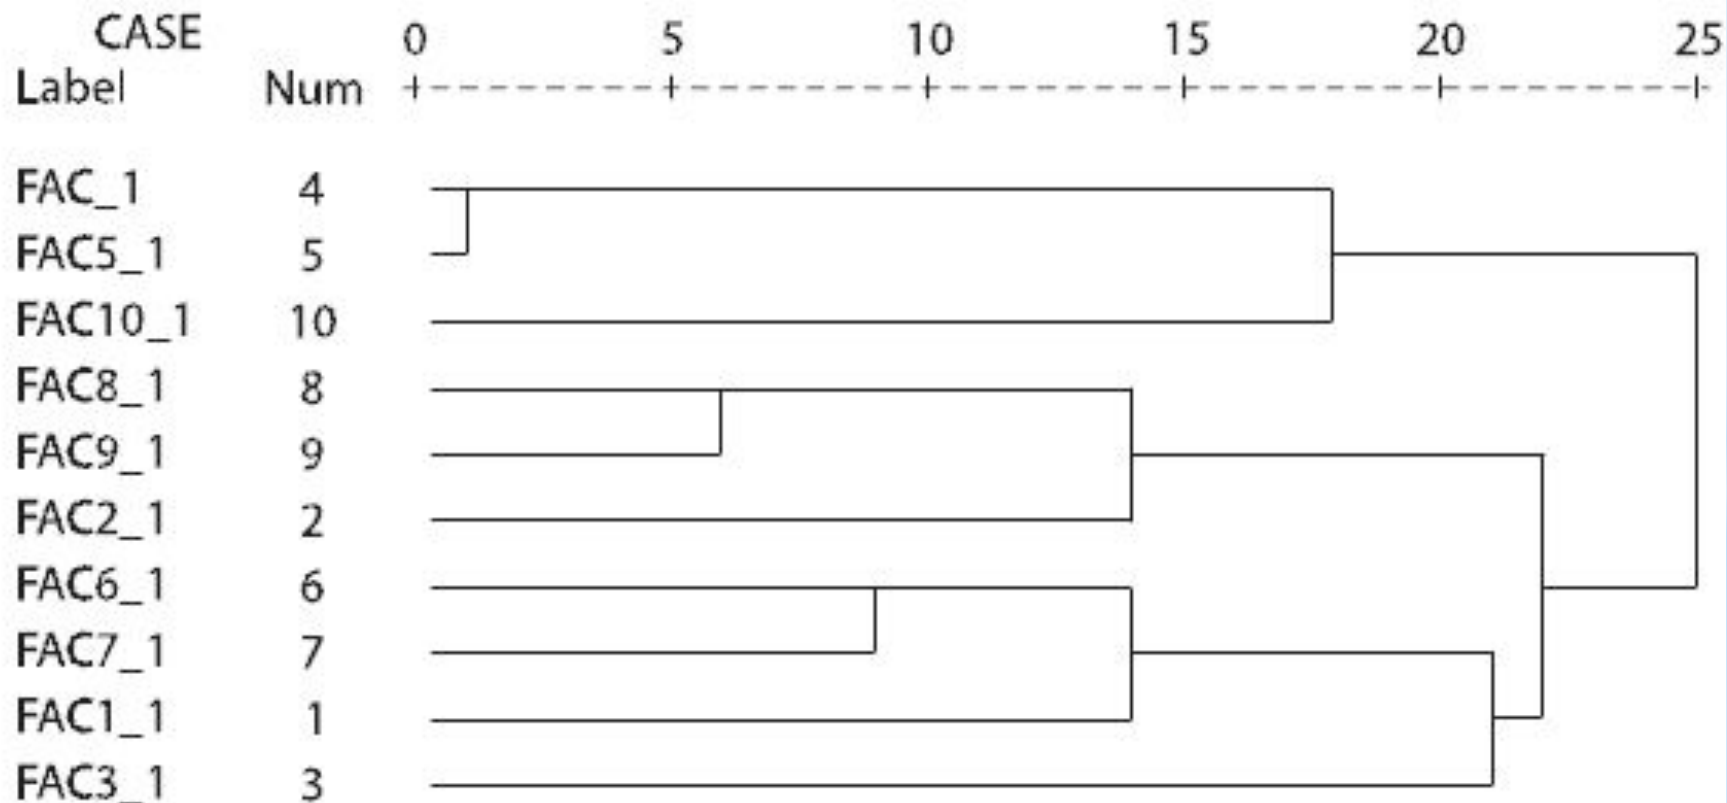 CASE 0 5 10 15 20 25
Label Num
FAC_1 4
FAC5_1 5
FAC10_1 10
FAC8_1 8
FAC9_1 9
FAC2_1 2
FAC6_1 6
FAC7_1 7
FAC1_1 1
FAC3_1 3